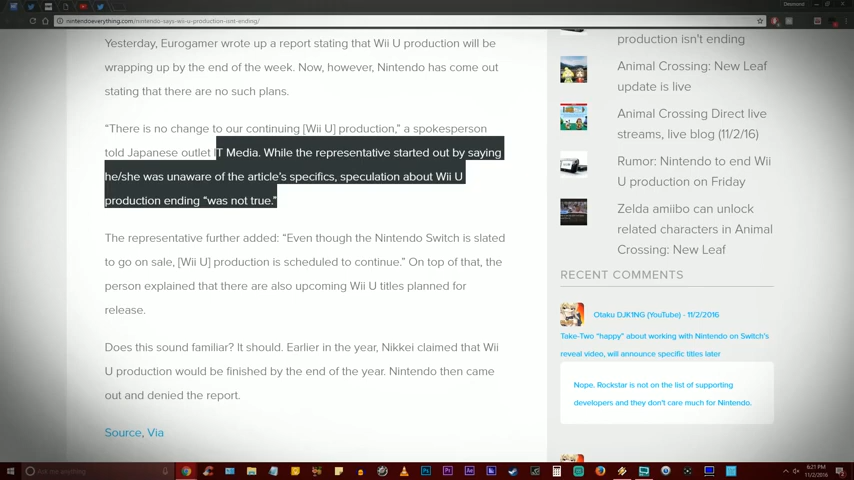 Desmond
nintendoeverything.com/nintendo-says-wii-u-production-isnt-ending/
Yesterday, Eurogamer wrote up a report stating that Wii U production will be
wrapping up by the end of the week. Now, however, Nintendo has come out
stating that there are no such plans.
“There is no change to our continuing [Wii U] production,” a spokesperson
told Japanese outlet IT Media. While the representative started out by saying
he/she was unaware of the article’s specifics, speculation about Wii U
production ending “was not true.”
The representative further added: “Even though the Nintendo Switch is slated
to go on sale, [Wii U] production is scheduled to continue.” On top of that, the
person explained that there are also upcoming Wii U titles planned for
release.
Does this sound familiar? It should. Earlier in the year, Nikkei claimed that Wii
U production would be finished by the end of the year. Nintendo then came
out and denied the report.
Source, Via
production isn't ending
Animal Crossing: New Leaf
update is live
Animal Crossing Direct live
streams, live blog (11/2/16)
Rumor: Nintendo to end Wii
U production on Friday
Zelda amiibo can unlock
related characters in Animal
Crossing: New Leaf
RECENT COMMENTS
Otaku DJK1NG (YouTube) - 11/2/2016
Take-Two “happy” about working with Nintendo on Switch's
reveal video, will announce specific titles later
Nope. Rockstar is not on the list of supporting
developers and they don't care much for Nintendo.
Ask me anything
6:21 PM
11/2/2016